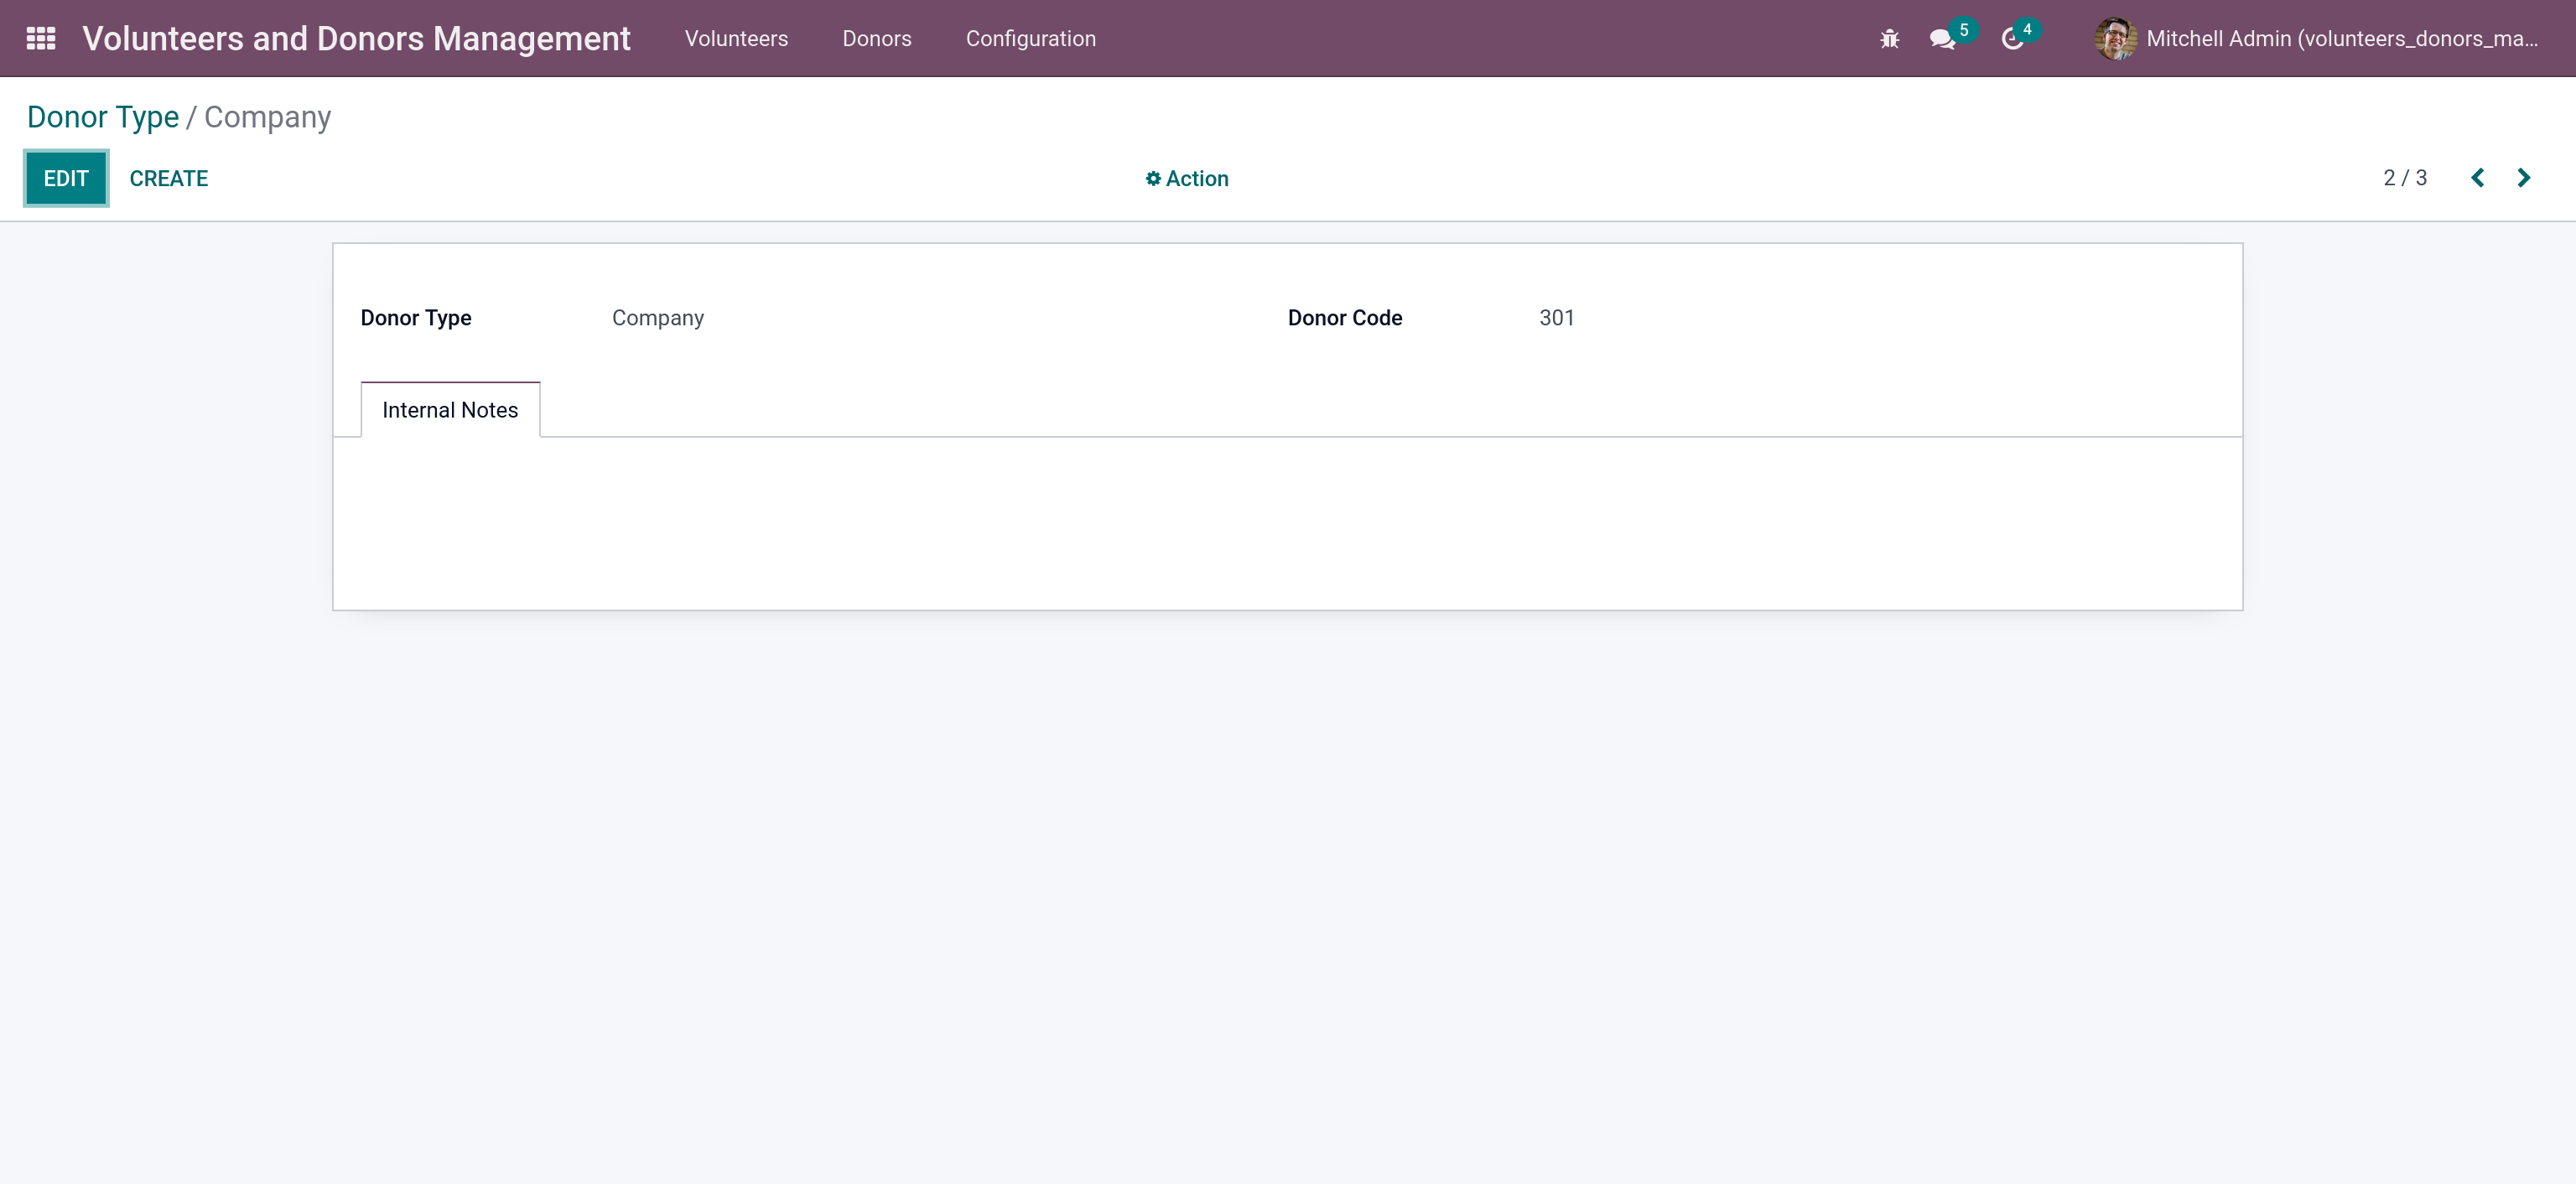 Volunteers and Donors Management Volunteers Donors Configuration 5 4 Mitchell Admin (volunteers_donors_ma...
Donor Type / Company
EDIT CREATE Action 2 / 3
Donor Type Company Donor Code 301
Internal Notes